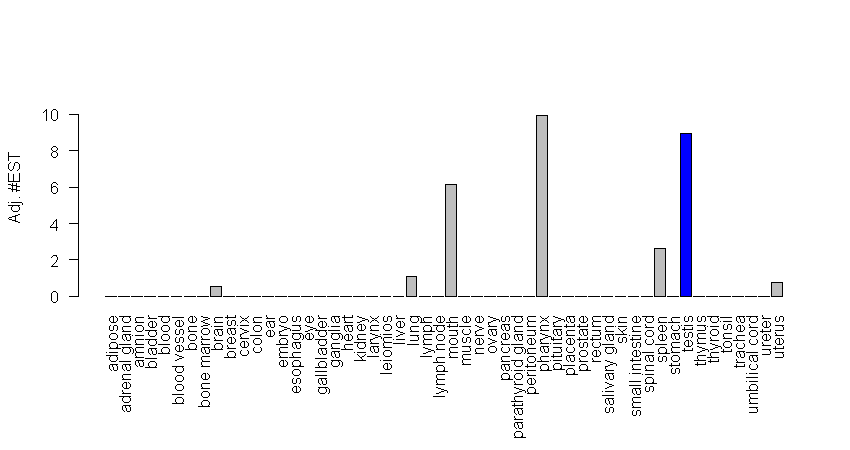 Adj. #EST
10
8
6
4
2
0
adipose
adrenal gland
amnion
bladder
blood
blood vessel
bone
bone marrow
brain
breast
cervix
colon
ear
embryo
esophagus
eye
gallbladder
ganglia
heart
kidney
larynx
leiomios
liver
lung
lymph
lymph node
mouth
muscle
nerve
ovary
pancreas
parathyroid gland
peritoneum
pharynx
pituitary
placenta
prostate
rectum
salivary gland
skin
small intestine
spinal cord
spleen
stomach
testis
thymus
thyroid
tonsil
trachea
umbilical cord
ureter
uterus